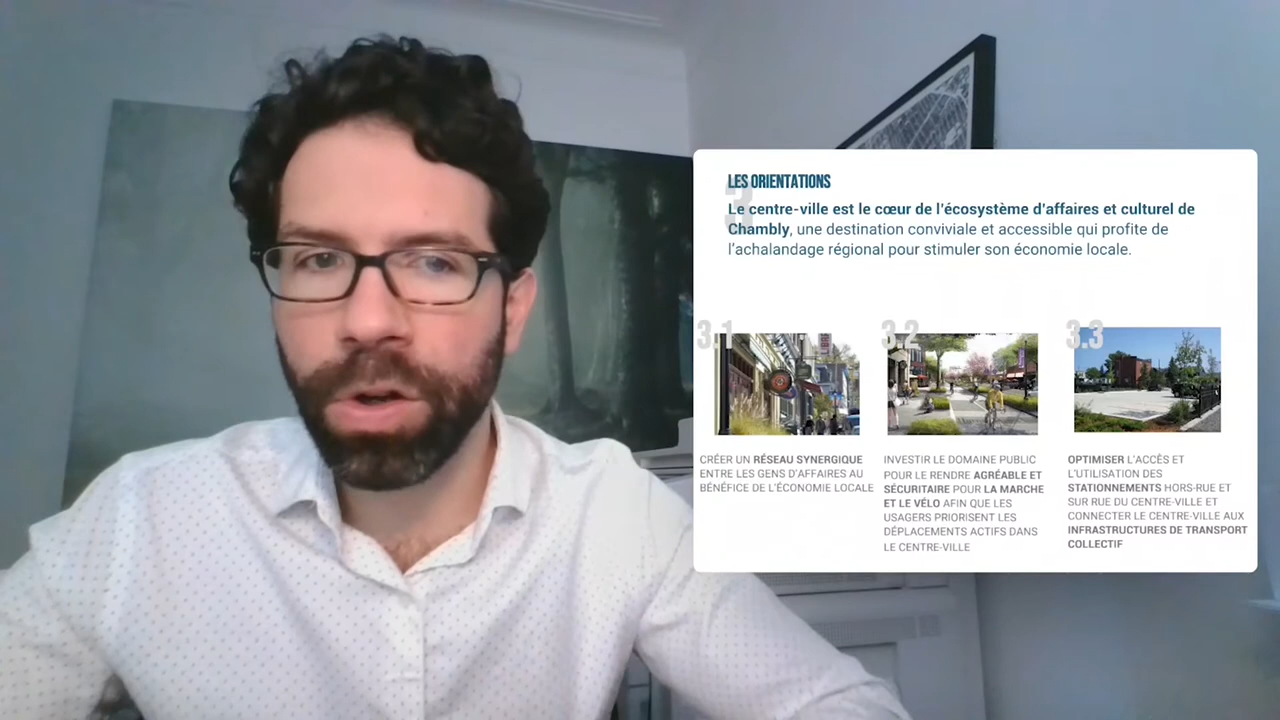 LES ORIENTATIONS
3
Le centre-ville est le cœur de l'écosystème d'affaires et culturel de
Chambly, une destination conviviale et accessible qui profite de
l'achalandage régional pour stimuler son économie locale.
3.1
CRÉER UN RÉSEAU SYNERGIQUE
ENTRE LES GENS D'AFFAIRES AU
BÉNÉFICE DE L'ÉCONOMIE LOCALE
3.2
INVESTIR LE DOMAINE PUBLIC
POUR LE RENDRE AGRÉABLE ET
SÉCURITAIRE POUR LA MARCHE
ET LE VÉLO AFIN QUE LES
USAGERS PRIORISENT LES
DÉPLACEMENTS ACTIFS DANS
LE CENTRE-VILLE
3.3
OPTIMISER L'ACCÈS ET
L'UTILISATION DES
STATIONNEMENTS HORS-RUE ET
SUR RUE DU CENTRE-VILLE ET
CONNECTER LE CENTRE-VILLE AUX
INFRASTRUCTURES DE TRANSPORT
COLLECTIF